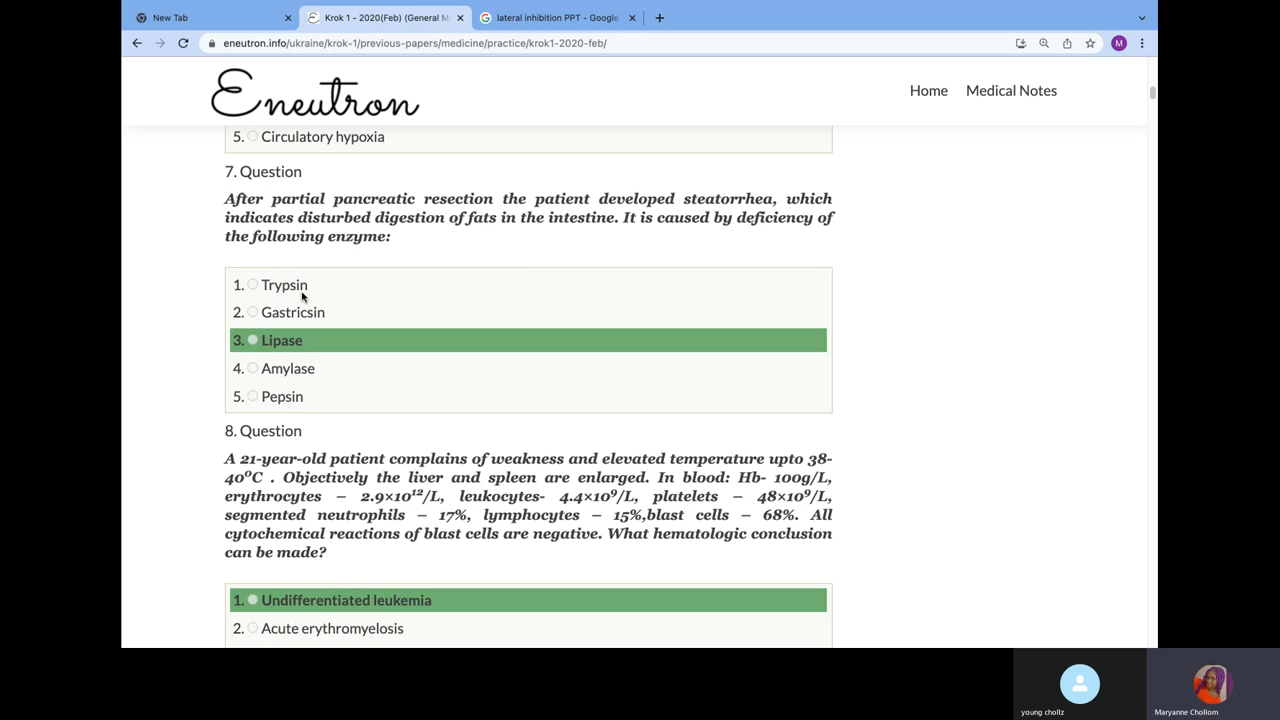 New Tab
Krok 1 - 2020(Feb) (General M
lateral inhibition PPT - Google
eneutron.info/ukraine/krok-1/previous-papers/medicine/practice/krok1-2020-feb/
M
Eneutron
Home
Medical Notes
5. Circulatory hypoxia
7. Question
After partial pancreatic resection the patient developed steatorrhea, which
indicates disturbed digestion of fats in the intestine. It is caused by deficiency of
the following enzyme:
1. Trypsin
2. Gastricsin
3. Lipase
4. Amylase
5. Pepsin
8. Question
A 21-year-old patient complains of weakness and elevated temperature upto 38-
40⁰C . Objectively the liver and spleen are enlarged. In blood: Hb- 100g/L,
erythrocytes – 2.9×10¹²/L, leukocytes- 4.4×10⁹/L, platelets – 48×10⁹/L,
segmented neutrophils – 17%, lymphocytes – 15%,blast cells – 68%. All
cytochemical reactions of blast cells are negative. What hematologic conclusion
can be made?
1. Undifferentiated leukemia
2. Acute erythromyelosis
young chollz
Maryanne Chollom